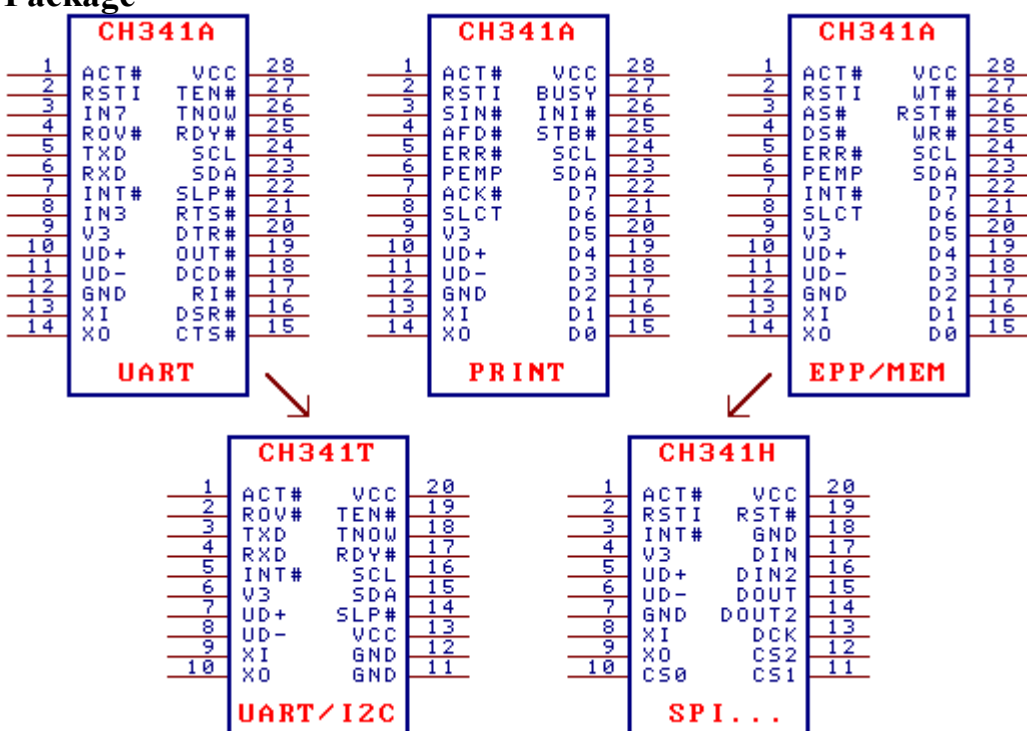 Package
CH341A CH341A CH341A
1 ACT# VCC 28 1 ACT# VCC 28 1 ACT# VCC 28
2 RSTI TEN# 27 2 RSTI BUSY 27 2 RSTI WT# 27
3 IN7 TNOW 26 3 SIN# INI# 26 3 AS# RST# 26
4 ROV# RDY# 25 4 AFD# STB# 25 4 DS# WR# 25
5 TXD SCL 24 5 ERR# SCL 24 5 ERR# SCL 24
6 RXD SDA 23 6 PEMP SDA 23 6 PEMP SDA 23
7 INT# SLP# 22 7 ACK# D7 22 7 INT# D7 22
8 IN3 RTS# 21 8 SLCT D6 21 8 SLCT D6 21
9 V3 DTR# 20 9 V3 D5 20 9 V3 D5 20
10 UD+ OUT# 19 10 UD+ D4 19 10 UD+ D4 19
11 UD- DCD# 18 11 UD- D3 18 11 UD- D3 18
12 GND RI# 17 12 GND D2 17 12 GND D2 17
13 XI DSR# 16 13 XI D1 16 13 XI D1 16
14 XO CTS# 15 14 XO D0 15 14 XO D0 15
UART PRINT EPP/MEM
CH341T CH341H
1 ACT# VCC 20 1 ACT# VCC 20
2 ROV# TEN# 19 2 RSTI RST# 19
3 TXD TNOW 18 3 INT# GND 18
4 RXD RDY# 17 4 V3 DIN 17
5 INT# SCL 16 5 UD+ DIN2 16
6 V3 SDA 15 6 UD- DOUT 15
7 UD+ SLP# 14 7 GND DOUT2 14
8 UD- VCC 13 8 XI DCK 13
9 XI GND 12 9 XO CS2 12
10 XO GND 11 10 CS0 CS1 11
UART/I2C SPI...